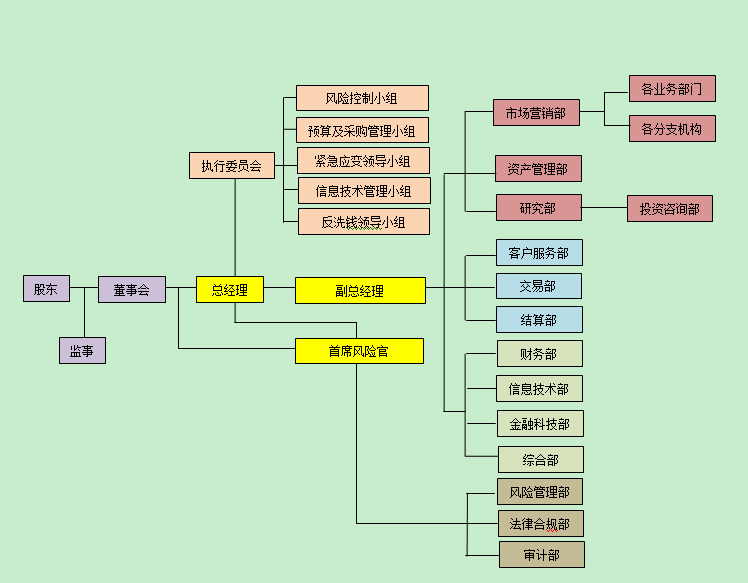 各业务部门
风险控制小组
市场营销部
预算及采购管理小组
各分支机构
执行委员会
紧急应变领导小组
资产管理部
信息技术管理小组
反洗钱领导小组
研究部
投资咨询部
客户服务部
股东
董事会
总经理
副总经理
交易部
结算部
监事
首席风险官
财务部
信息技术部
金融科技部
综合部
风险管理部
法律合规部
审计部